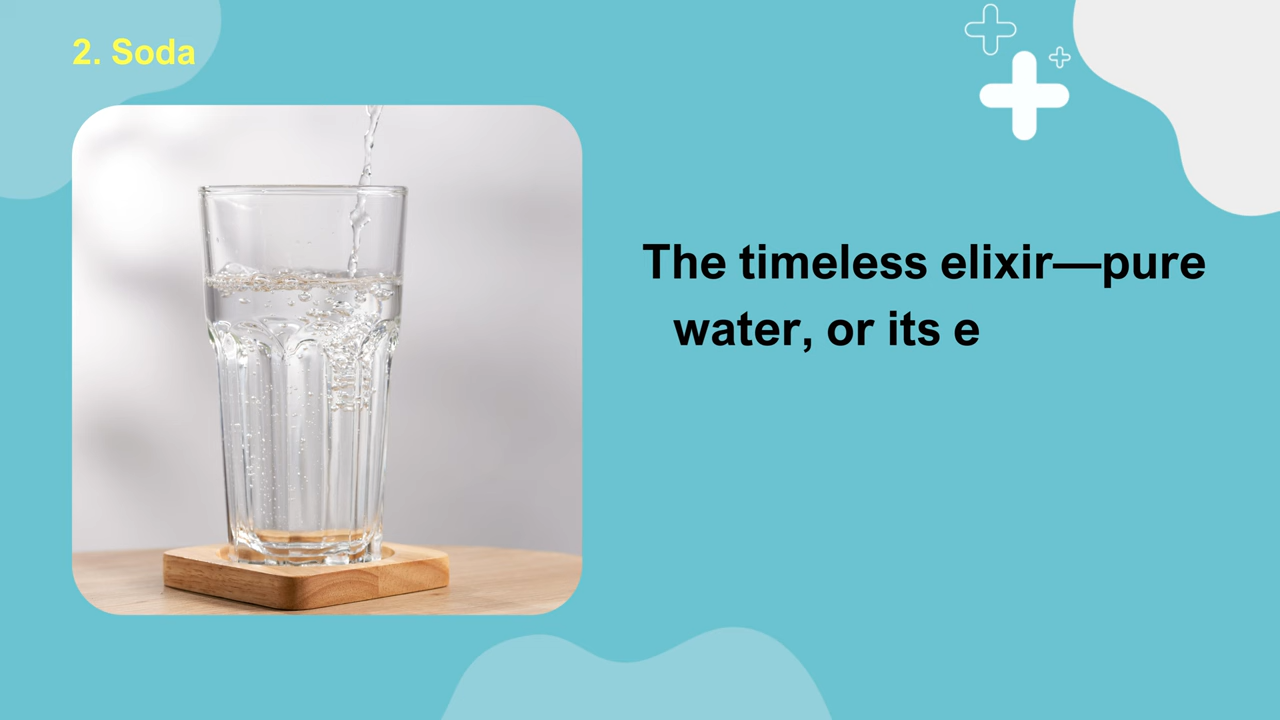 2. Soda
The timeless elixir—pure
water, or its e